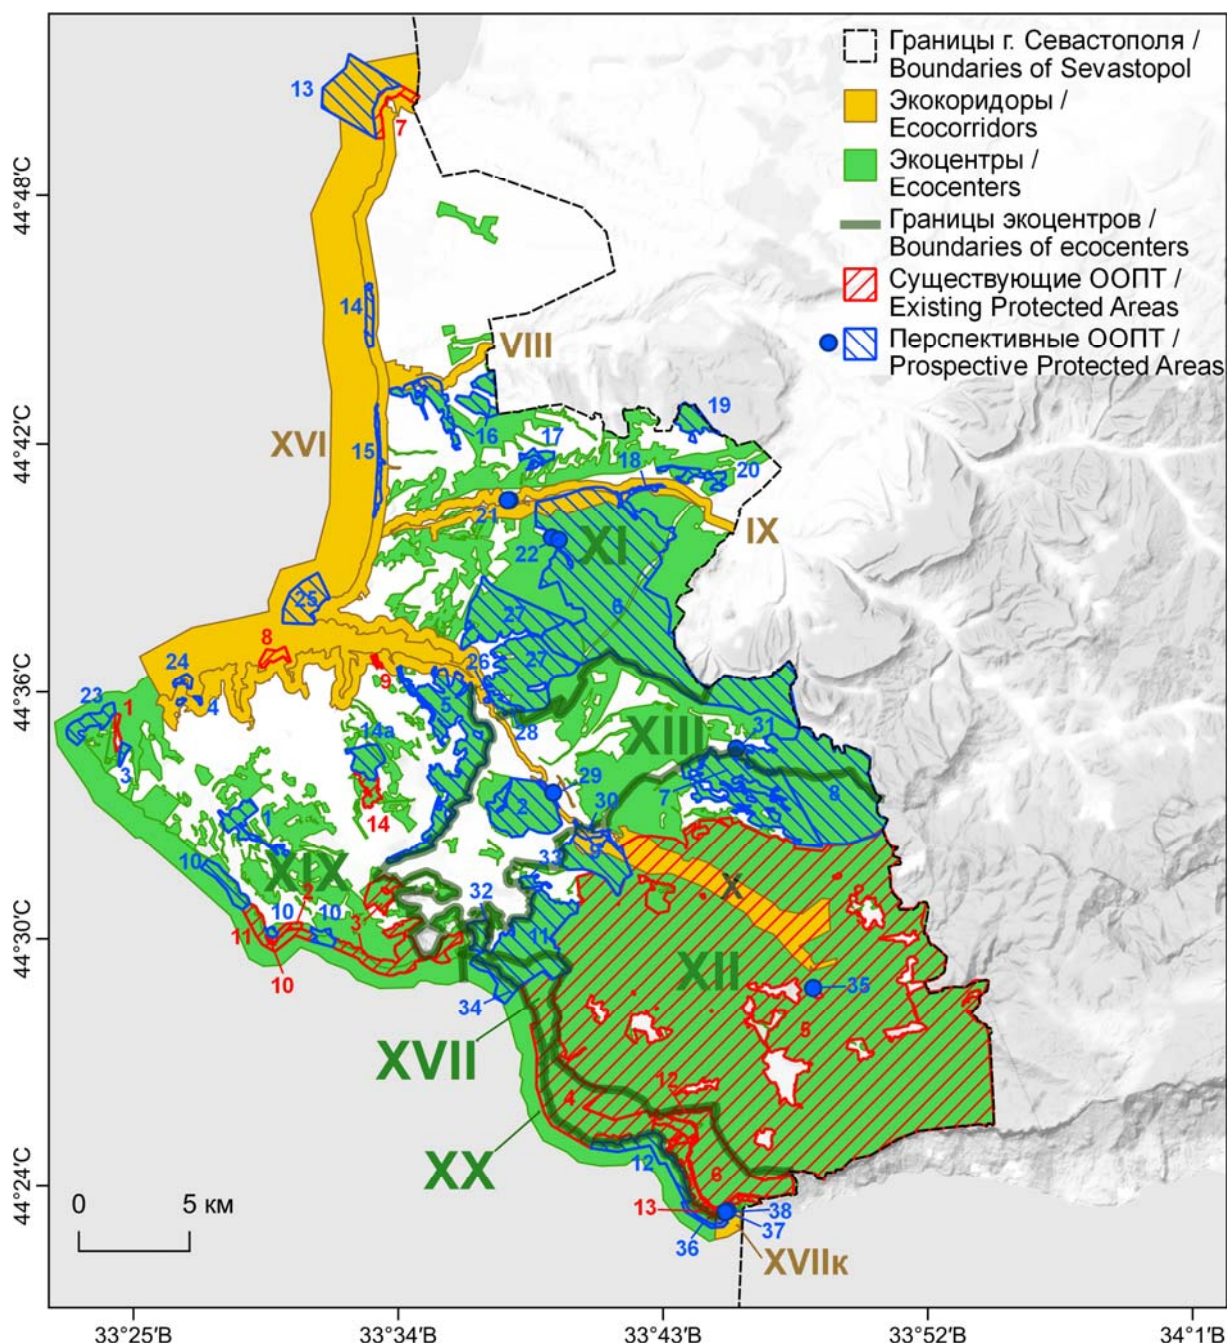 Границы г. Севастополя /
Boundaries of Sevastopol
Экокоридоры /
Ecocorridors
Экоцентры /
Ecocenters
Границы экоцентров /
Boundaries of ecocenters
Существующие ООПТ /
Existing Protected Areas
Перспективные ООПТ /
Prospective Protected Areas
44°48'С
44°42'С
44°36'С
44°30'С
44°24'С
13
7
14
VIII
XVI
15
16
17
19
18
20
21
IX
22
XI
6
25
27
8
24
4
9
26
27
5
23
1
3
28
XIII
31
14a
2
29
7
8
30
14
1
9
33
X
10
XIX
2
32
10
10
3
11
11
XII
10
34
35
5
XVII
4
12
XX
12
6
13
38
37
36
XVIIк
0
5 км
33°25'В
33°34'В
33°43'В
33°52'В
34°1'В